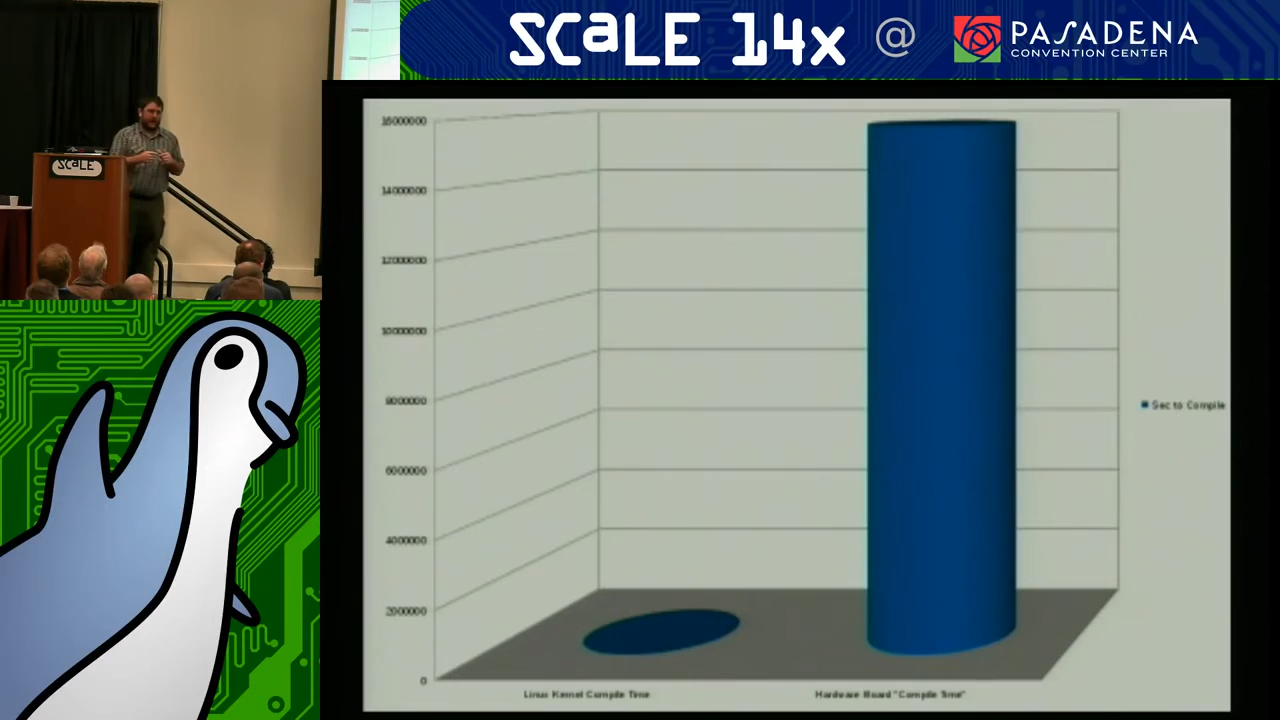 SCALE 14x @ PASADENA
CONVENTION CENTER
SCALE
16000000
14000000
12000000
10000000
8000000
6000000
4000000
2000000
0
Sec to Compile
Linux Kernel Compile Time
Hardware Board "Compile Time"